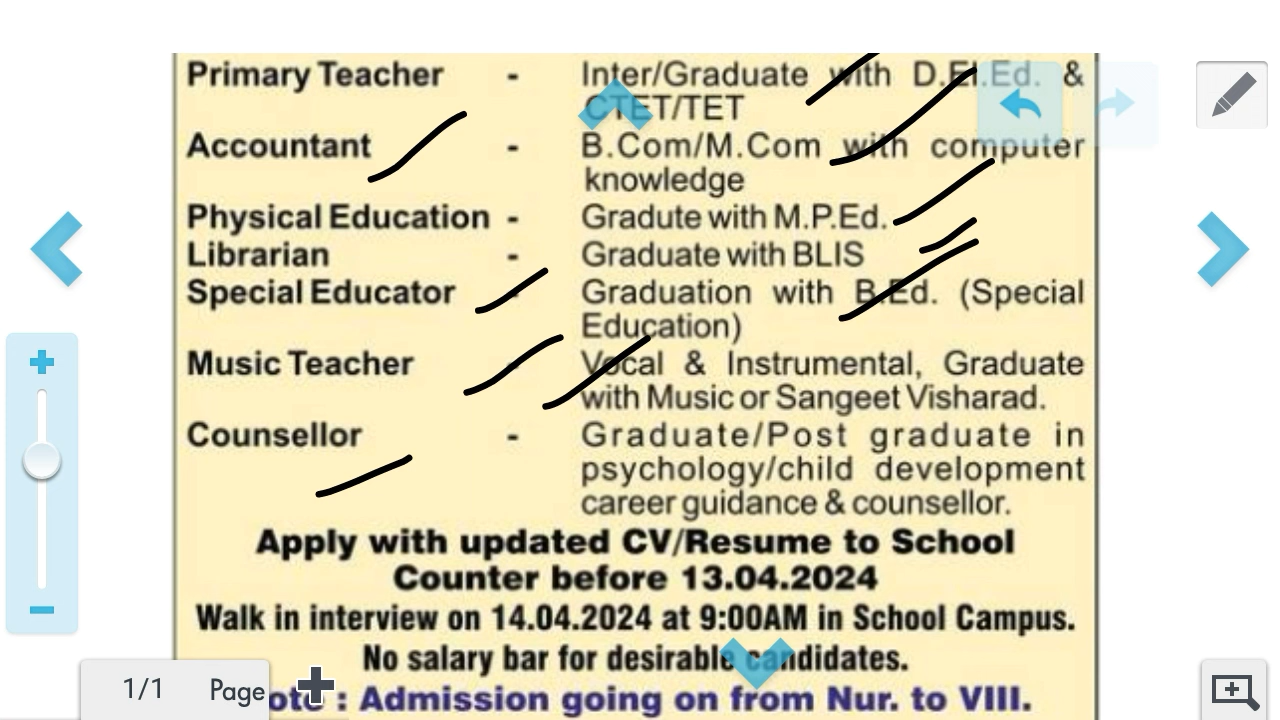 Primary Teacher - Inter/Graduate with D.El.Ed. &
CTET/TET
Accountant - B.Com/M.Com with computer
knowledge
Physical Education - Gradute with M.P.Ed.
Librarian - Graduate with BLIS
Special Educator - Graduation with B.Ed. (Special
Education)
Music Teacher - Vocal & Instrumental, Graduate
with Music or Sangeet Visharad.
Counsellor - Graduate/Post graduate in
psychology/child development
career guidance & counsellor.
Apply with updated CV/Resume to School
Counter before 13.04.2024
Walk in interview on 14.04.2024 at 9:00AM in School Campus.
No salary bar for desirable candidates.
ote : Admission going on from Nur. to VIII.
1/1 Page